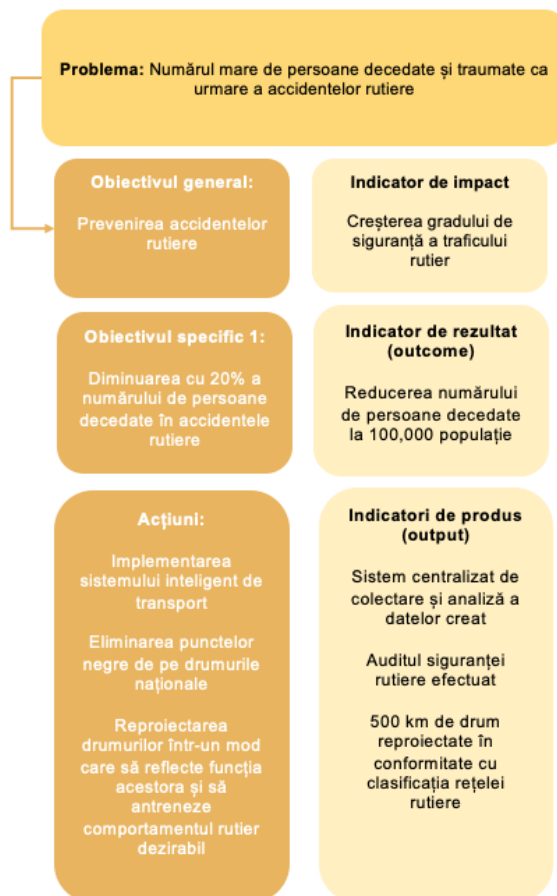 Problema: Numărul mare de persoane decedate și traumate ca
urmare a accidentelor rutiere
Obiectivul general:
Prevenirea accidentelor
rutiere
Indicator de impact
Creșterea gradului de
siguranță a traficului
rutier
Obiectivul specific 1:
Diminuarea cu 20% a
numărului de persoane
decedate în accidentele
rutiere
Indicator de rezultat
(outcome)
Reducerea numărului
de persoane decedate
la 100,000 populație
Acțiuni:
Implementarea
sistemului inteligent de
transport
Eliminarea punctelor
negre de pe drumurile
naționale
Reproiectarea
drumurilor într-un mod
care să reflecte funcția
acestora și să
antreneze
comportamentul rutier
dezirabil
Indicatori de produs
(output)
Sistem centralizat de
colectare și analiză a
datelor creat
Auditul siguranței
rutiere efectuat
500 km de drum
reproiectate în
conformitate cu
clasificația rețelei
rutiere